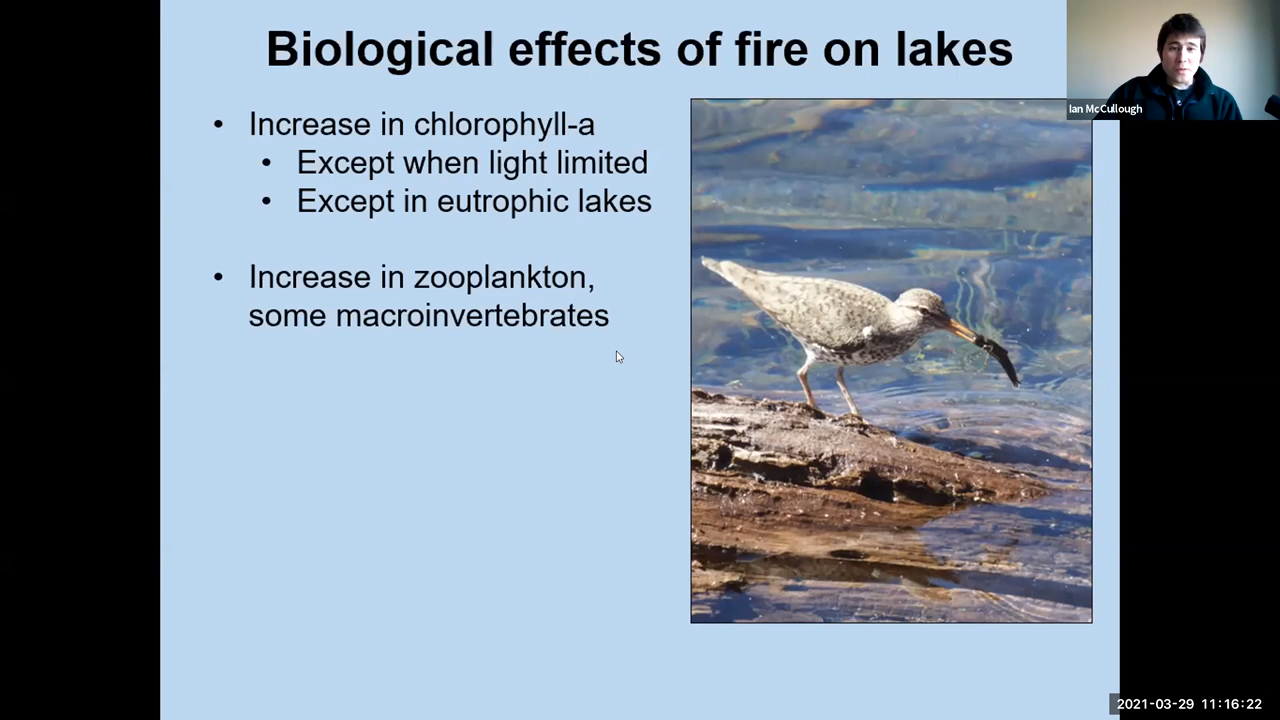 Biological effects of fire on lakes
Ian McCullough
• Increase in chlorophyll-a
• Except when light limited
• Except in eutrophic lakes
• Increase in zooplankton,
some macroinvertebrates
2021-03-29 11:16:22